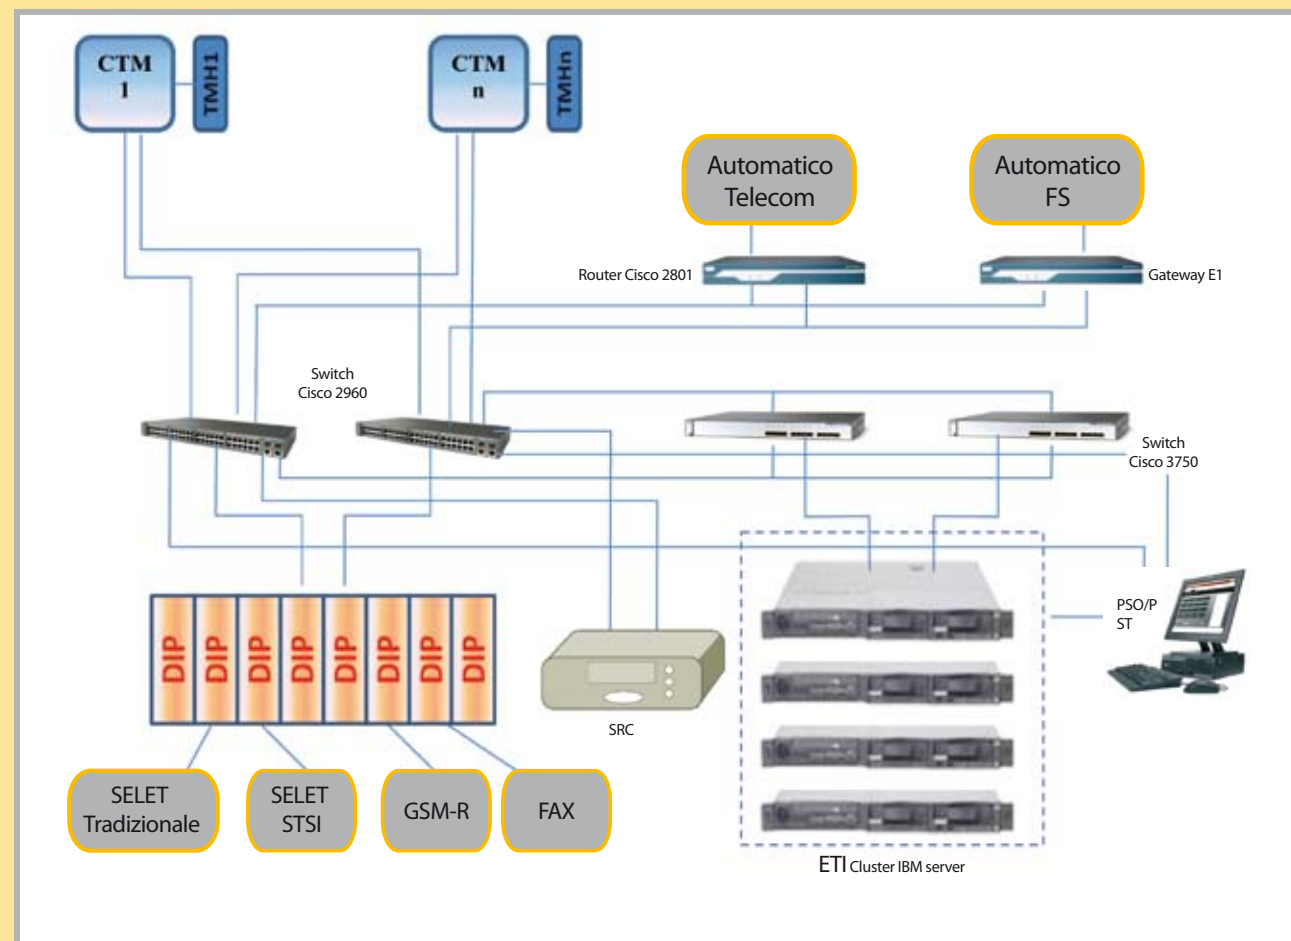 CTM
1
TMH1
CTM
n
TMHn
Automatico
Telecom
Automatico
FS
Router Cisco 2801
Gateway E1
Switch
Cisco 2960
Switch
Cisco 3750
DIP
DIP
DIP
DIP
DIP
DIP
DIP
DIP
SRC
PSO/P
ST
SELET
Tradizionale
SELET
STSI
GSM-R
FAX
ETI Cluster IBM server